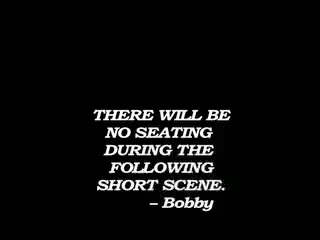 THERE WILL BE
NO SEATING
DURING THE
FOLLOWING
SHORT SCENE.
– Bobby